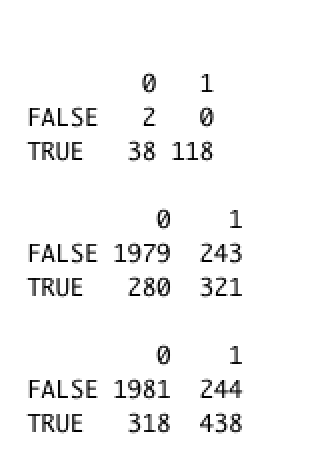 0 1
FALSE 2 0
TRUE 38 118
0 1
FALSE 1979 243
TRUE 280 321
0 1
FALSE 1981 244
TRUE 318 438